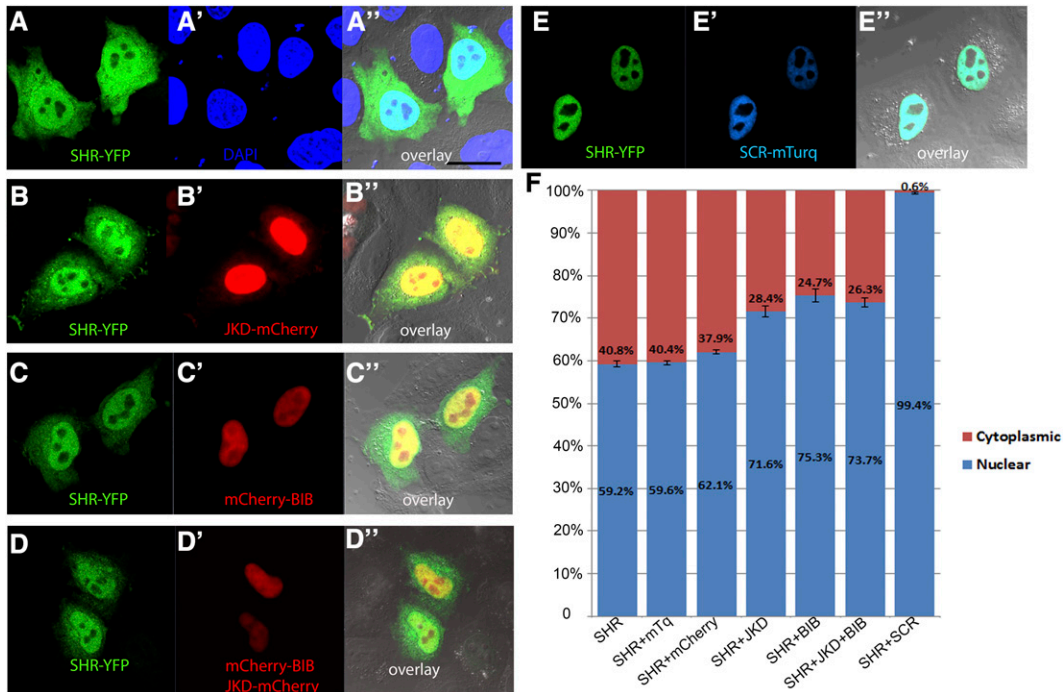 A A' A''
SHR-YFP DAPI overlay
B B' B''
SHR-YFP JKD-mCherry overlay
C C' C''
SHR-YFP mCherry-BIB overlay
D D' D''
SHR-YFP mCherry-BIB overlay
JKD-mCherry
E E' E''
SHR-YFP SCR-mTurq overlay
F
100%
90%
80%
70%
60%
50%
40%
30%
20%
10%
0
40.8% 40.4% 37.9% 28.4% 24.7% 26.3% 0.6%
59.2% 59.6% 62.1% 71.6% 75.3% 73.7% 99.4%
SHR SHR+mTq SHR+mCherry SHR+JKD SHR+BIB SHR+JKD+BIB SHR+SCR
Cytoplasmic
Nuclear